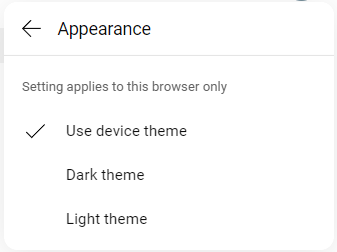 Appearance
Setting applies to this browser only
Use device theme
Dark theme
Light theme